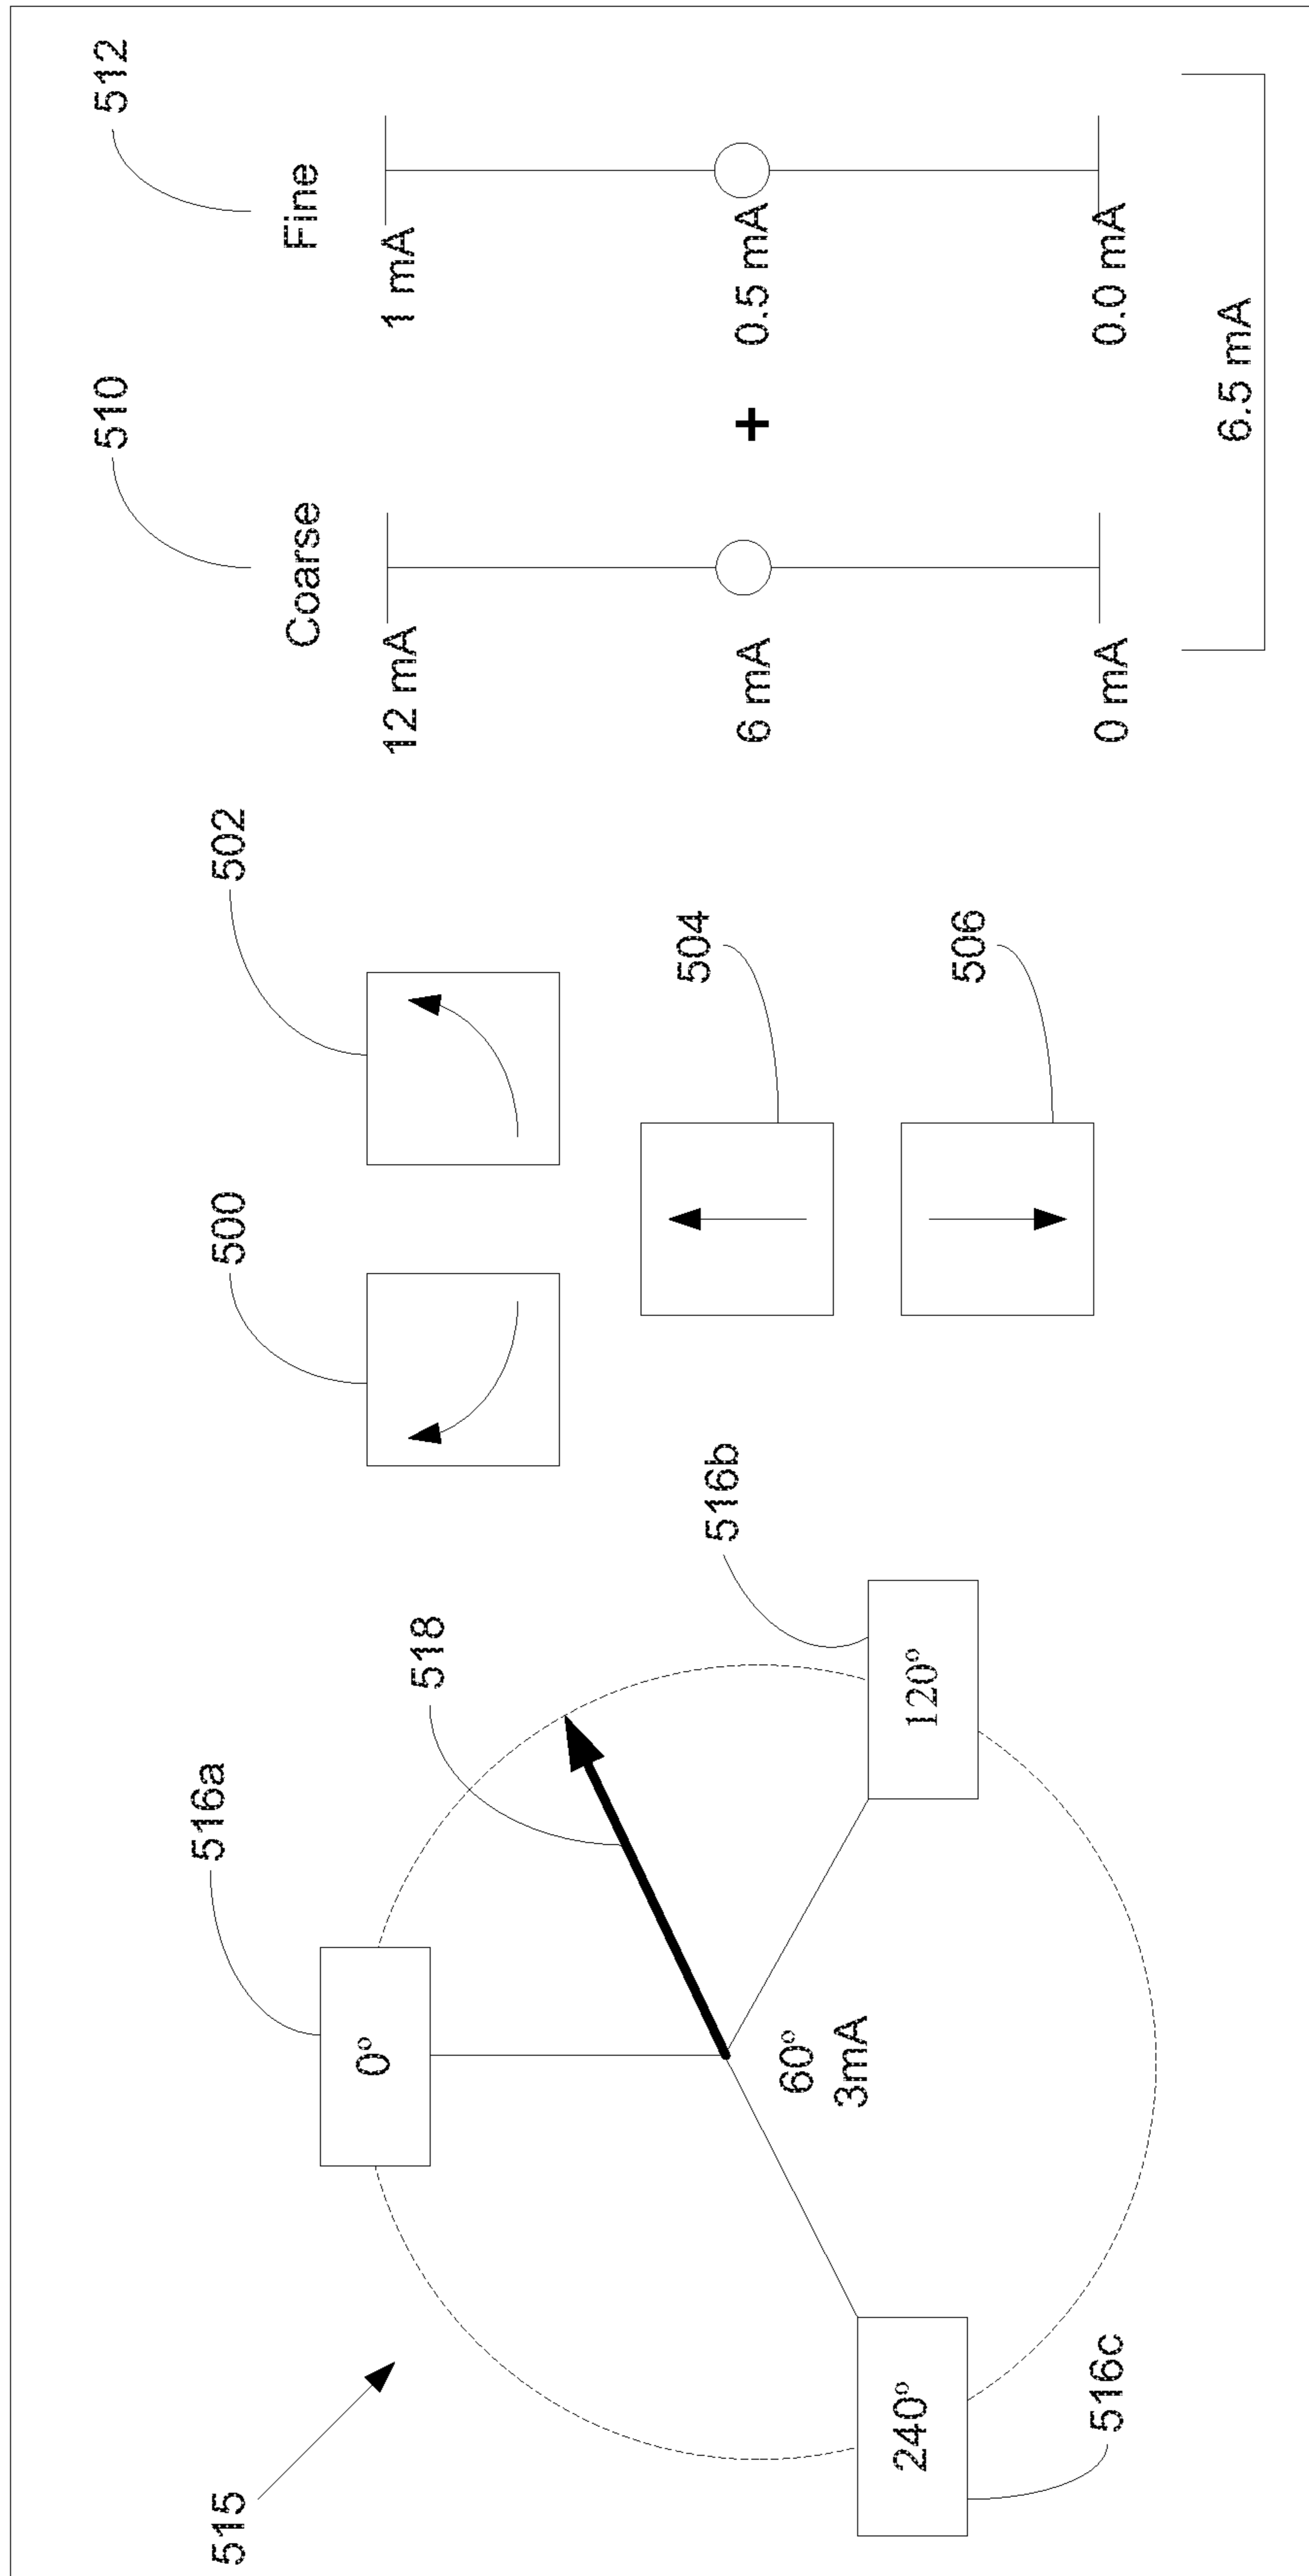 515
516a
0°
518
60°
3mA
516b
120°
240°
516c
500
502
504
506
510
Coarse
12 mA
6 mA
0 mA
+
512
Fine
1 mA
0.5 mA
0.0 mA
6.5 mA